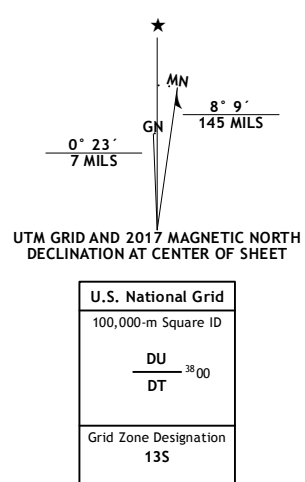 MN
8° 9´
145 MILS
GN
0° 23´
7 MILS
UTM GRID AND 2017 MAGNETIC NORTH
DECLINATION AT CENTER OF SHEET
U.S. National Grid
100,000-m Square ID
DU
³⁸00
DT
Grid Zone Designation
13S